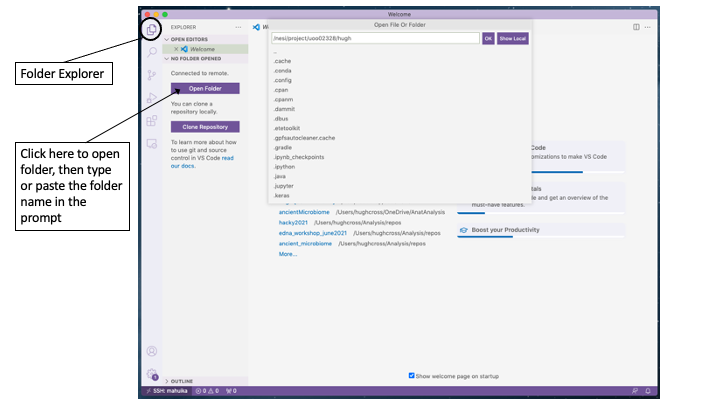 Welcome
EXPLORER
Folder Explorer
OPEN EDITORS
Welcome
NO FOLDER OPENED
Connected to remote.
Open Folder
You can clone a
repository locally.
Clone Repository
To learn more about how
to use git and source
control in VS Code read
our docs.
Click here to open
folder, then type
or paste the folder
name in the
prompt
OUTLINE
Open File Or Folder
/nesi/project/uoo02328/hugh
OK
Show Local
..
.cache
.conda
.config
.cpan
.cpanm
.dammit
.dbus
.etetoolkit
.gpfsautocleaner.cache
.gradle
.ipynb_checkpoints
.ipython
.java
.jupyter
.keras
ancientMicrobiome /Users/hughcross/OneDrive/AnatAnalysis
hacky2021 /Users/hughcross/Analysis/repos
edna_workshop_june2021 /Users/hughcross/Analysis/repos
ancient_microbiome /Users/hughcross/Analysis/repos
More...
Code
omizations to make VS Code
tals
le and get an overview of the
must-have features.
Boost your Productivity
Show welcome page on startup
1
SSH: mahuika 0 0 0